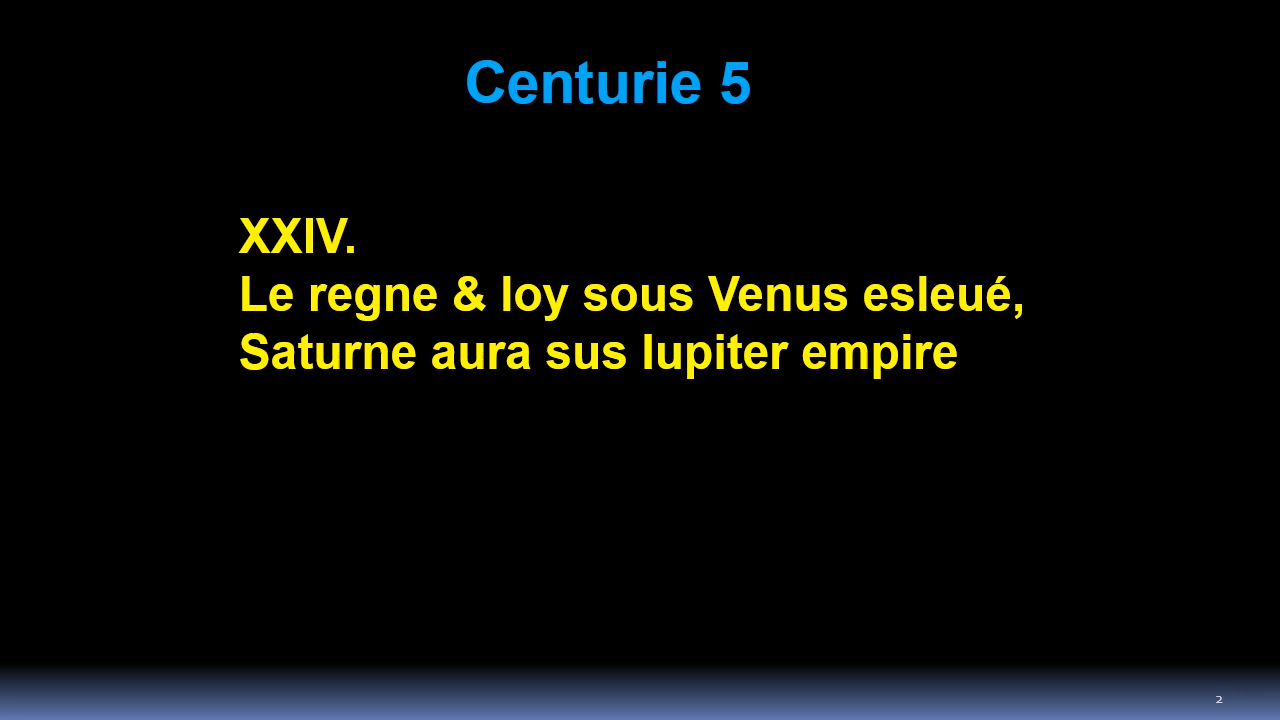 Centurie 5
XXIV.
Le regne & loy sous Venus esleué,
Saturne aura sus Iupiter empire
2